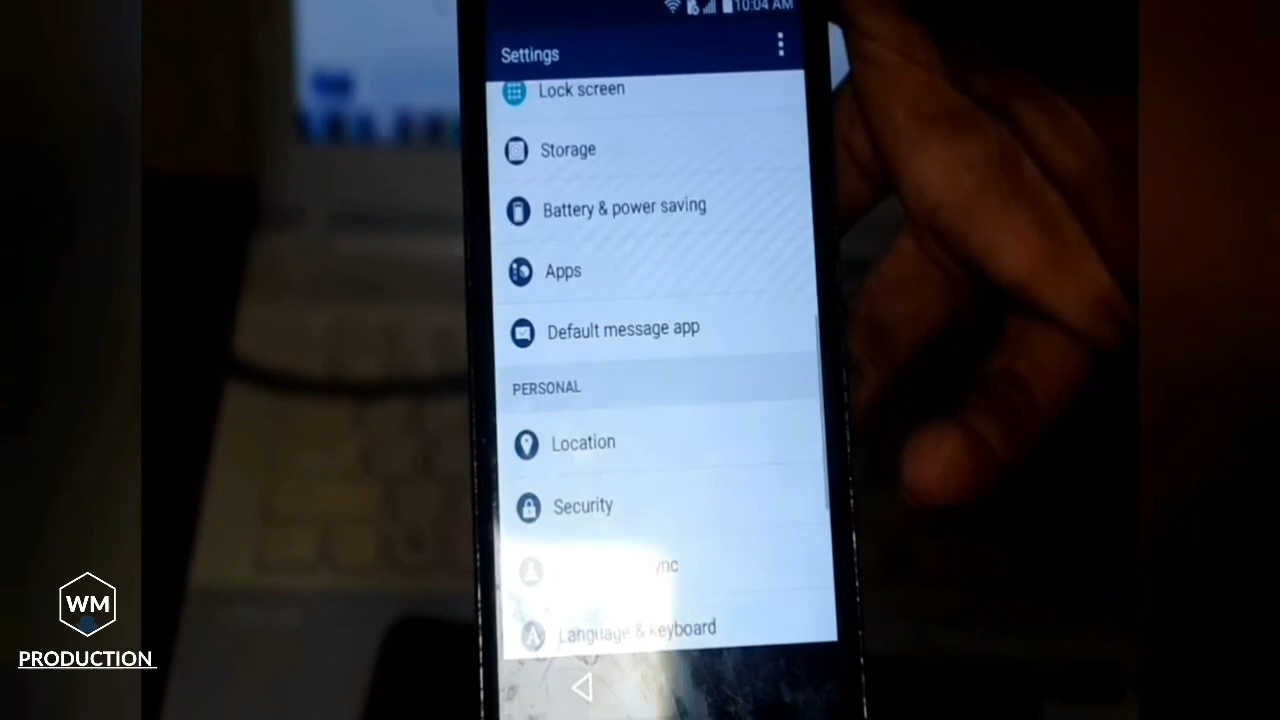 10:04 AM
Settings
Lock screen
Storage
Battery & power saving
Apps
Default message app
PERSONAL
Location
Security
Language & keyboard
WM
PRODUCTION